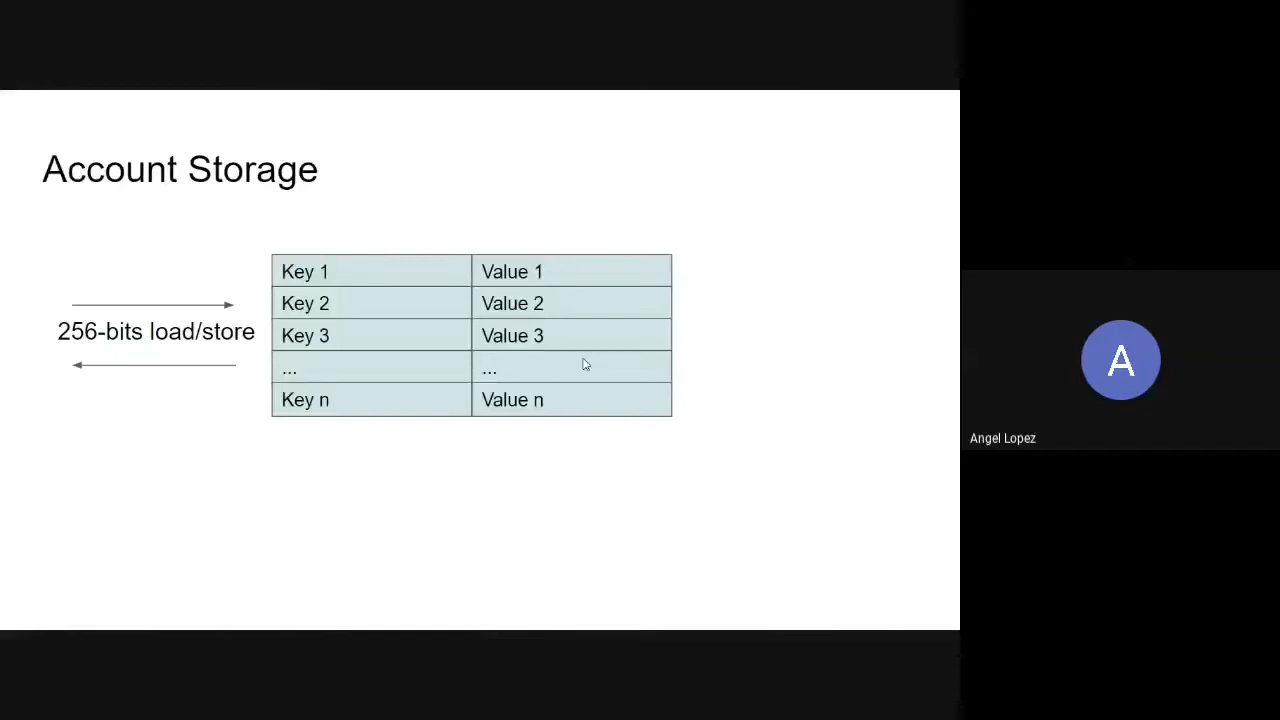 Account Storage
Key 1 Value 1
Key 2 Value 2
256-bits load/store Key 3 Value 3
... ...
Key n Value n
A
Angel Lopez